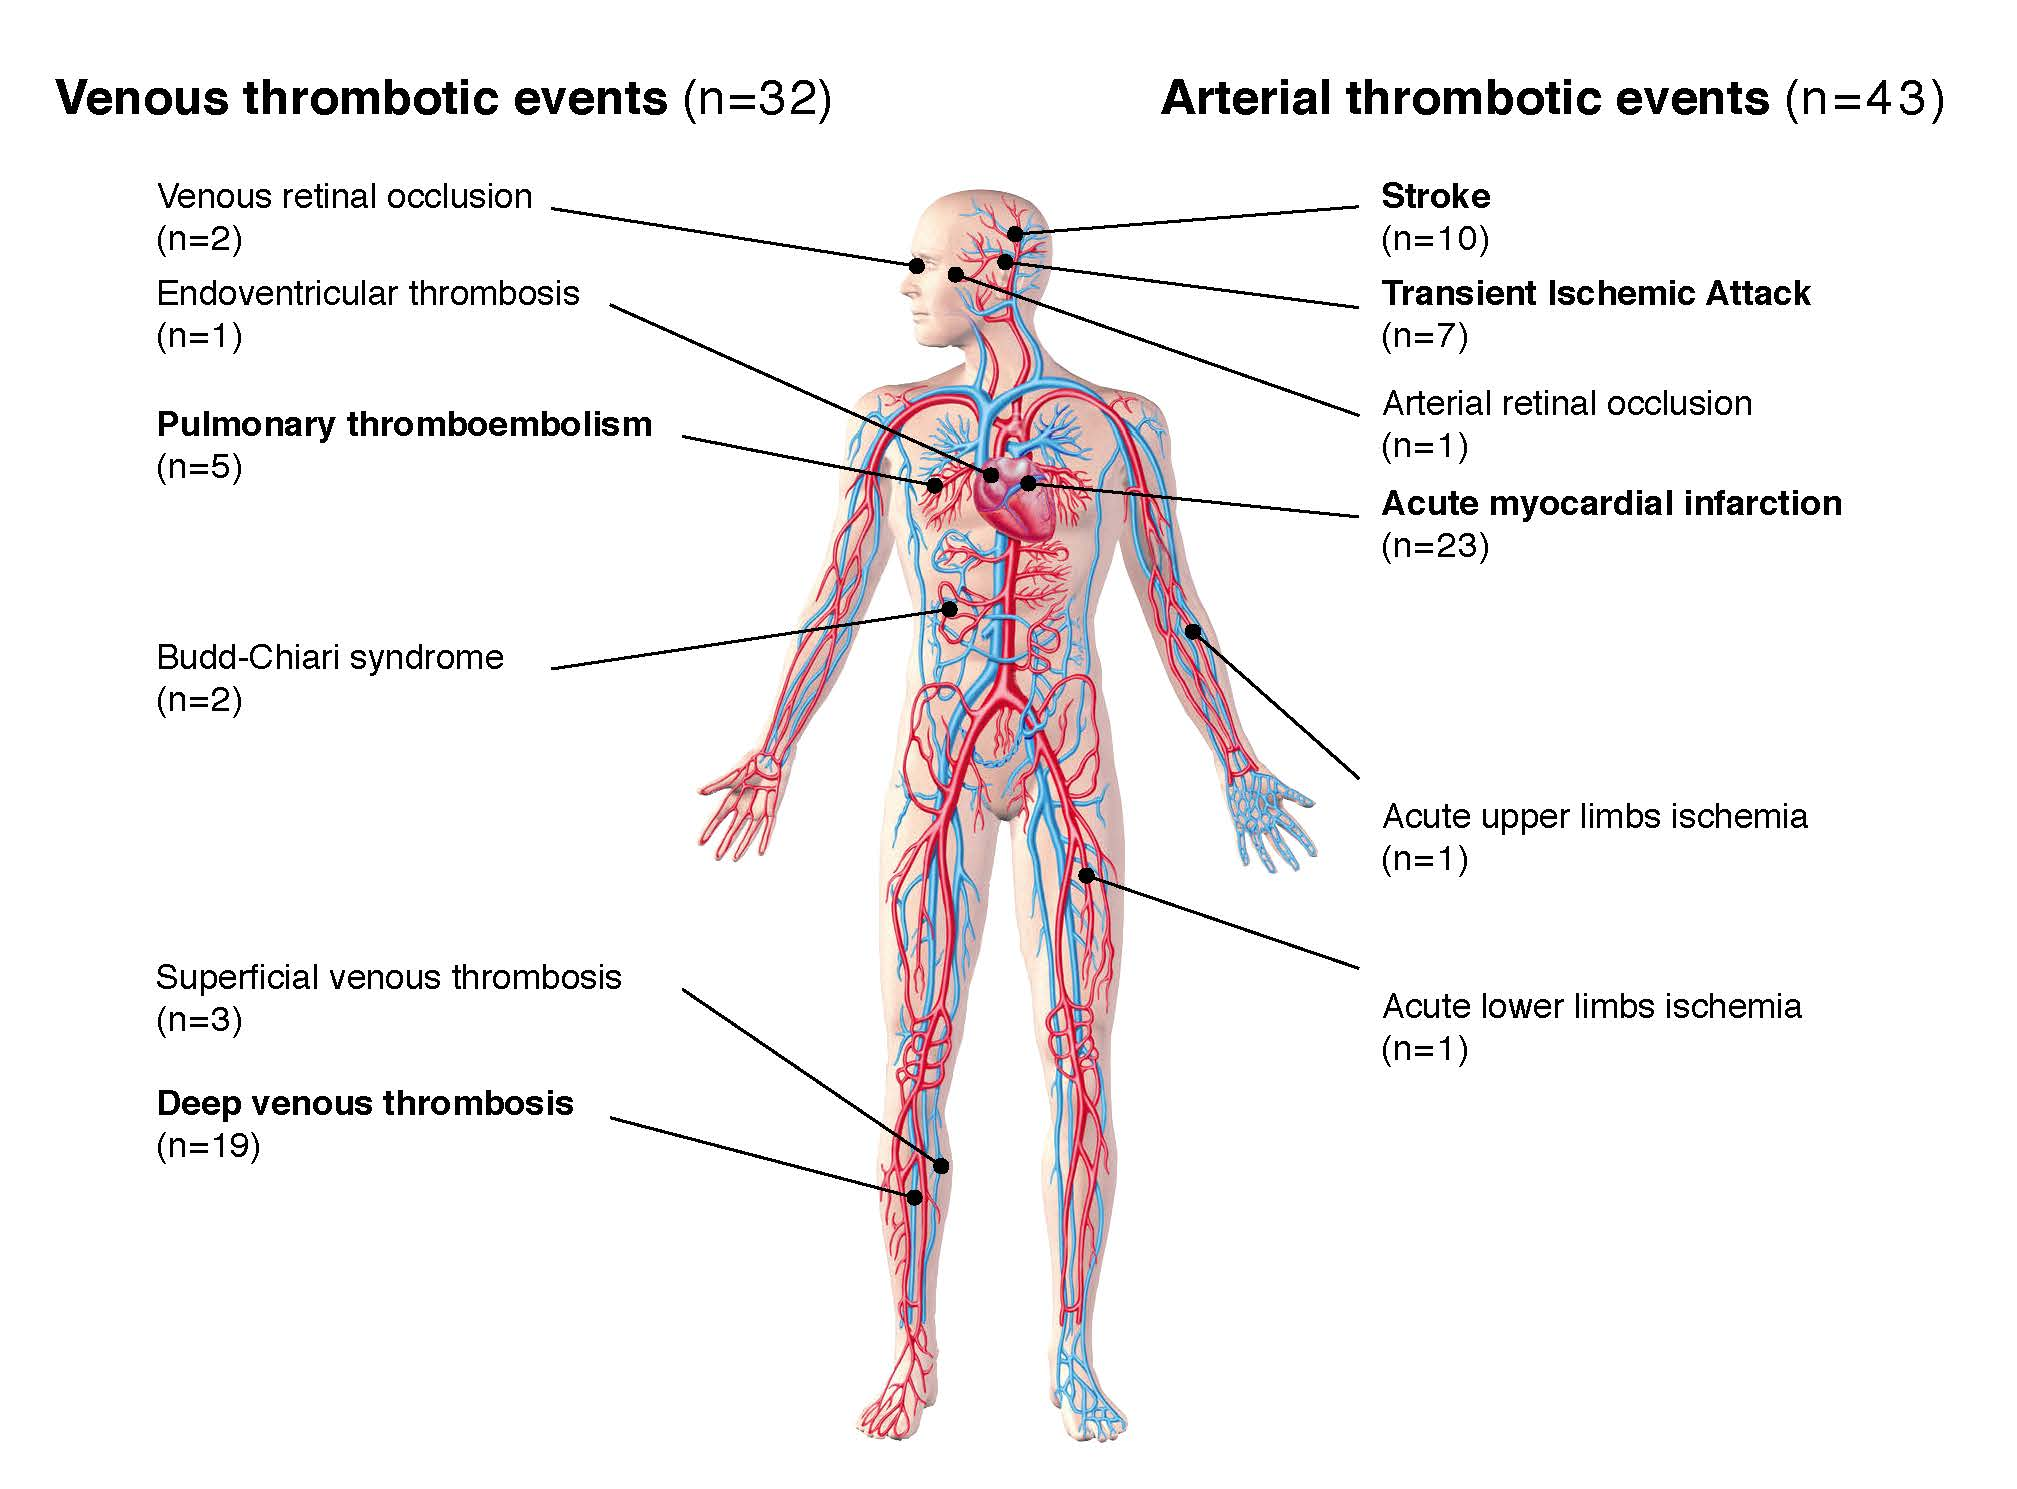 Venous thrombotic events (n=32)
Venous retinal occlusion
(n=2)
Endoventricular thrombosis
(n=1)
Pulmonary thromboembolism
(n=5)
Budd-Chiari syndrome
(n=2)
Superficial venous thrombosis
(n=3)
Deep venous thrombosis
(n=19)
Arterial thrombotic events (n=43)
Stroke
(n=10)
Transient Ischemic Attack
(n=7)
Arterial retinal occlusion
(n=1)
Acute myocardial infarction
(n=23)
Acute upper limbs ischemia
(n=1)
Acute lower limbs ischemia
(n=1)